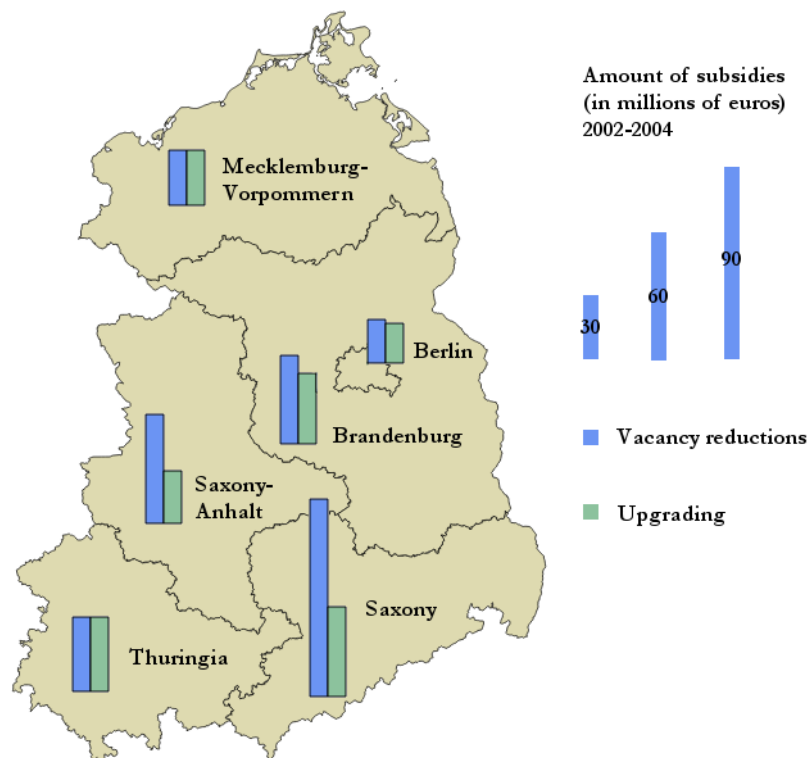 Amount of subsidies
(in millions of euros)
2002-2004
30
60
90
Vacancy reductions
Upgrading
Mecklemburg-
Vorpommern
Berlin
Brandenburg
Saxony-
Anhalt
Saxony
Thuringia